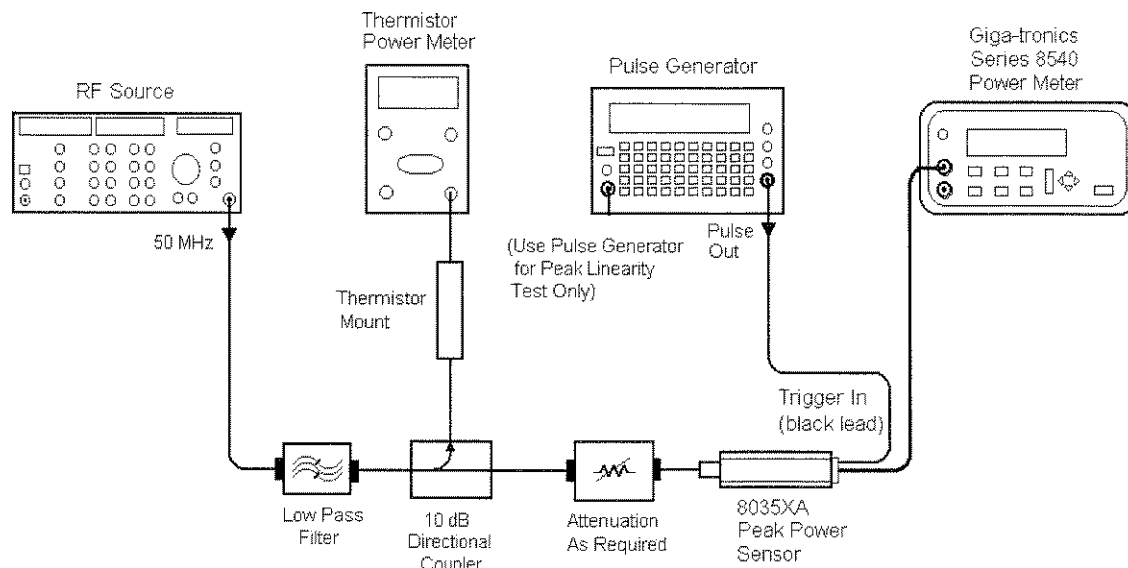 Thermistor
Power Meter
Giga-tronics
Series 8540
Power Meter
Pulse Generator
RF Source
50 MHz
(Use Pulse Generator
for Peak Linearity
Test Only)
Pulse
Out
Thermistor
Mount
Trigger In
(black lead)
Low Pass
Filter
10 dB
Directional
Coupler
Attenuation
As Required
8035XA
Peak Power
Sensor